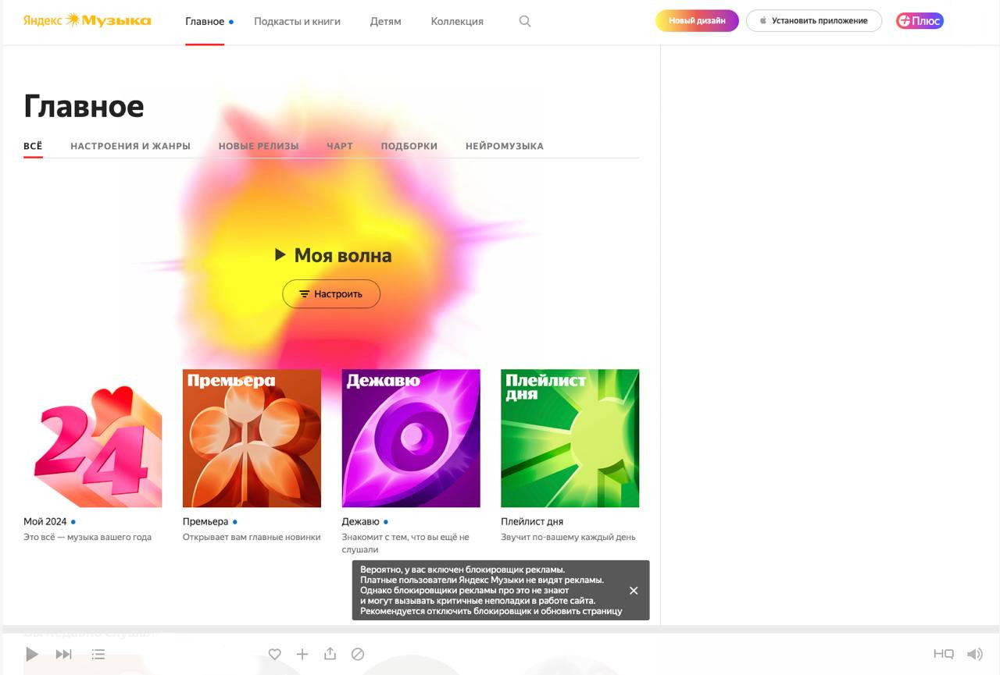 Яндекс Музыка
Главное
Подкасты и книги
Детям
Коллекция
Новый дизайн
Установить приложение
Плюс
Главное
ВСЁ
НАСТРОЕНИЯ И ЖАНРЫ
НОВЫЕ РЕЛИЗЫ
ЧАРТ
ПОДБОРКИ
НЕЙРОМУЗЫКА
Моя волна
Настроить
24
Премьера
Дежавю
Плейлист
дня
Мой 2024
Это всё — музыка вашего года
Премьера
Открывает вам главные новинки
Дежавю
Знакомит с тем, что вы ещё не
слушали
Плейлист дня
Звучит по-вашему каждый день
Вероятно, у вас включен блокировщик рекламы.
Платные пользователи Яндекс Музыки не видят рекламы.
Однако блокировщики рекламы про это не знают
и могут вызывать критичные неполадки в работе сайта.
Рекомендуется отключить блокировщик и обновить страницу
HQ